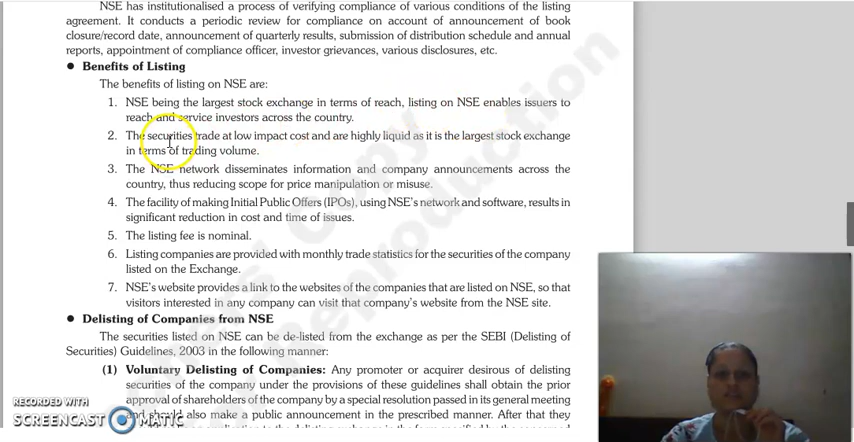 NSE has institutionalised a process of verifying compliance of various conditions of the listing
agreement. It conducts a periodic review for compliance on account of announcement of book
closure/record date, announcement of quarterly results, submission of distribution schedule and annual
reports, appointment of compliance officer, investor grievances, various disclosures, etc.
● Benefits of Listing
The benefits of listing on NSE are:
1. NSE being the largest stock exchange in terms of reach, listing on NSE enables issuers to
reach and service investors across the country.
2. The securities trade at low impact cost and are highly liquid as it is the largest stock exchange
in terms of trading volume.
3. The NSE network disseminates information and company announcements across the
country, thus reducing scope for price manipulation or misuse.
4. The facility of making Initial Public Offers (IPOs), using NSE's network and software, results in
significant reduction in cost and time of issues.
5. The listing fee is nominal.
6. Listing companies are provided with monthly trade statistics for the securities of the company
listed on the Exchange.
7. NSE's website provides a link to the websites of the companies that are listed on NSE, so that
visitors interested in any company can visit that company's website from the NSE site.
● Delisting of Companies from NSE
The securities listed on NSE can be de-listed from the exchange as per the SEBI (Delisting of
Securities) Guidelines, 2003 in the following manner:
(1) Voluntary Delisting of Companies: Any promoter or acquirer desirous of delisting
securities of the company under the provisions of these guidelines shall obtain the prior
approval of shareholders of the company by a special resolution passed in its general meeting
and should also make a public announcement in the prescribed manner. After that they
Copy
Reproduction
RECORDED WITH
SCREENCAST MATIC